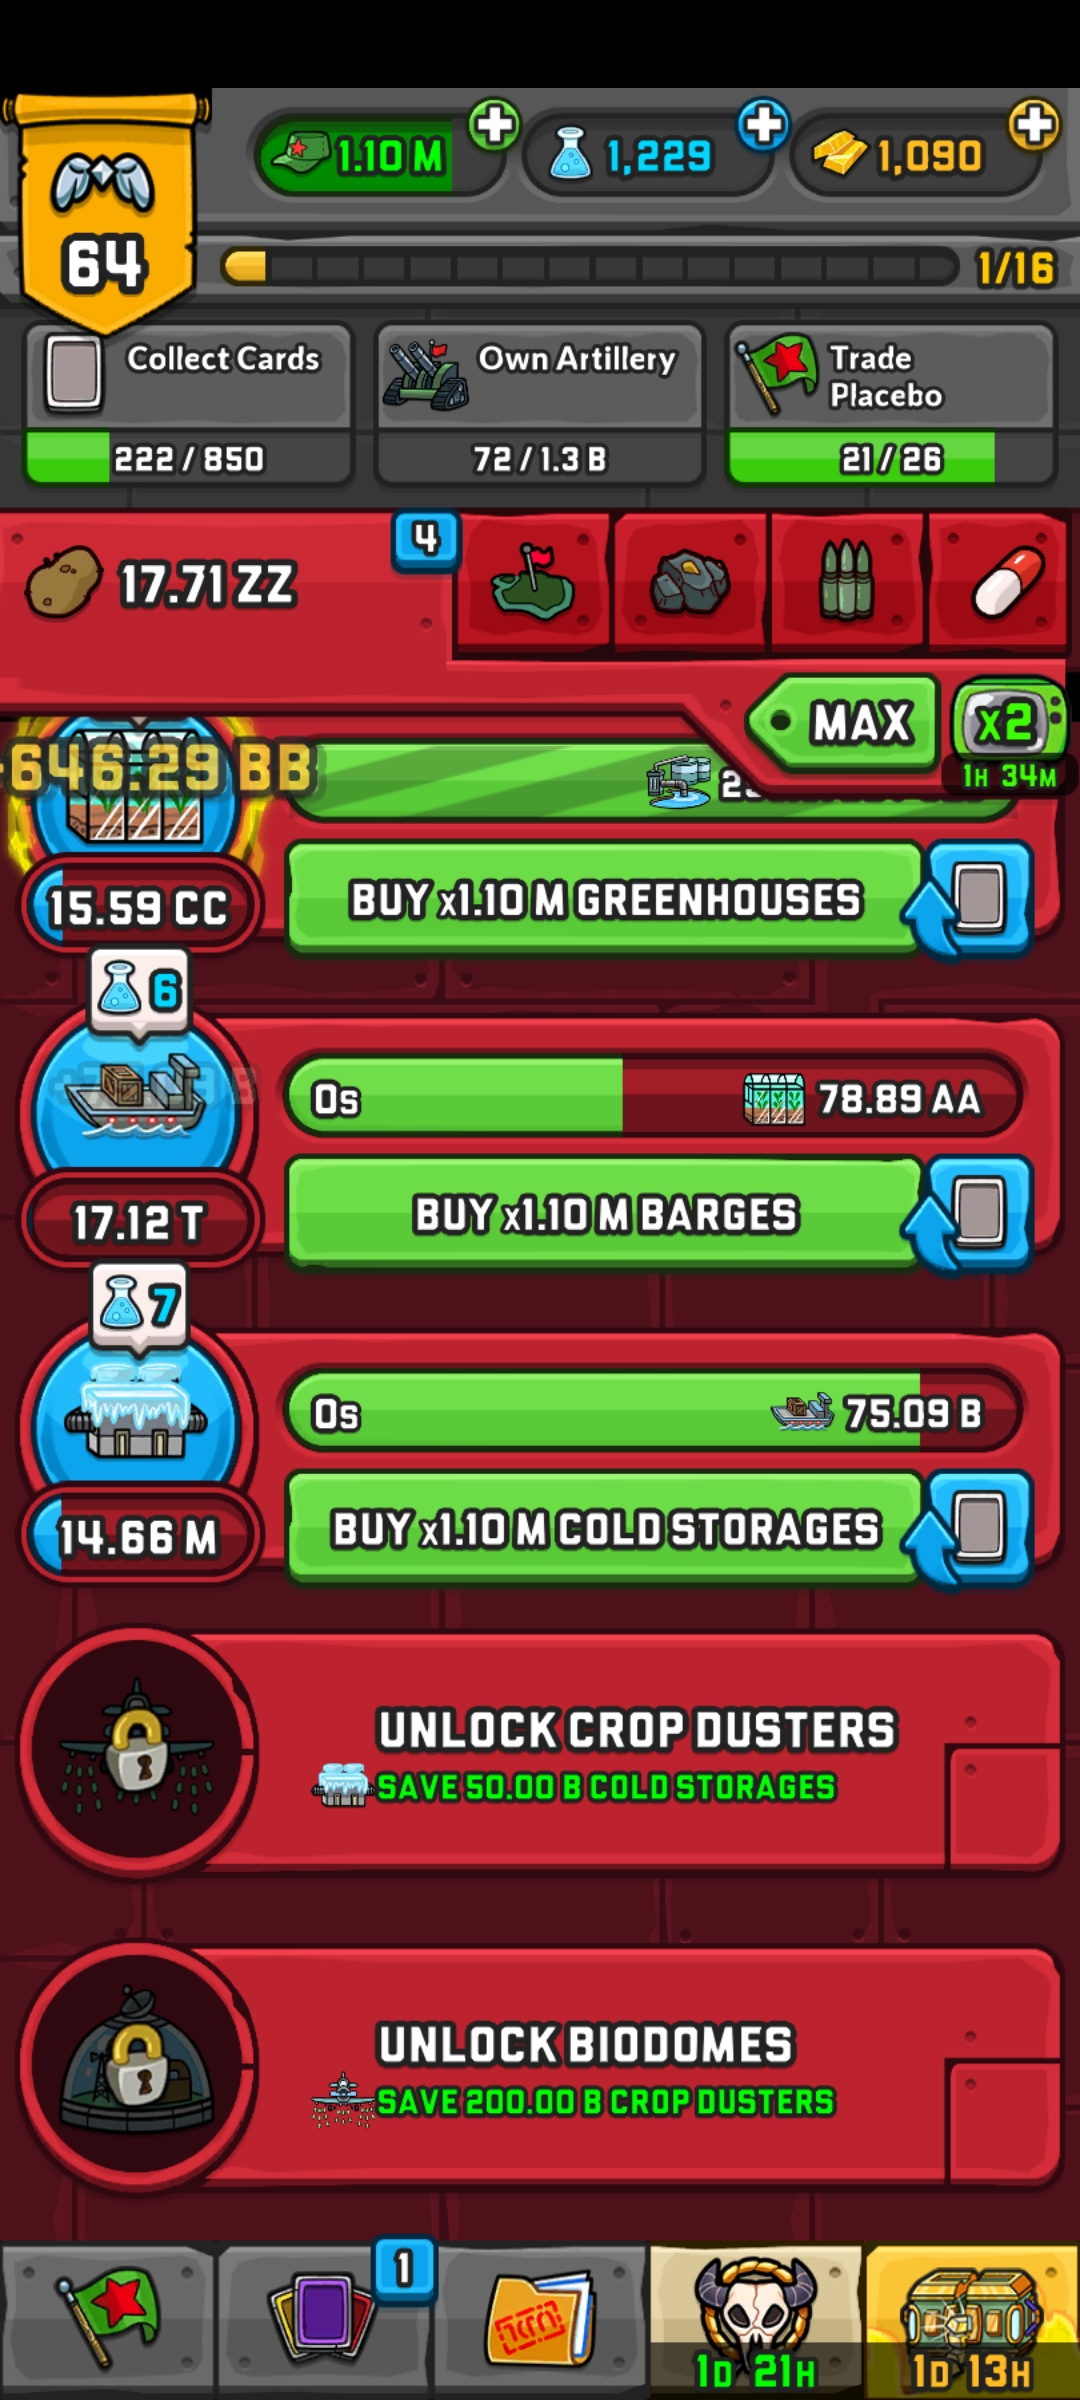 1.10 M
1,229
1,090
64
1/16
Collect Cards
Own Artillery
Trade
Placebo
222 / 850
72 / 1.3 B
21 / 26
17.71 ZZ
4
MAX
x2
1H 34M
646.29 BB
15.59 CC
BUY x1.10 M GREENHOUSES
6
0s
78.89 AA
17.12 T
BUY x1.10 M BARGES
7
0s
75.09 B
14.66 M
BUY x1.10 M COLD STORAGES
UNLOCK CROP DUSTERS
SAVE 50.00 B COLD STORAGES
UNLOCK BIODOMES
SAVE 200.00 B CROP DUSTERS
1
1D 21H
1D 13H